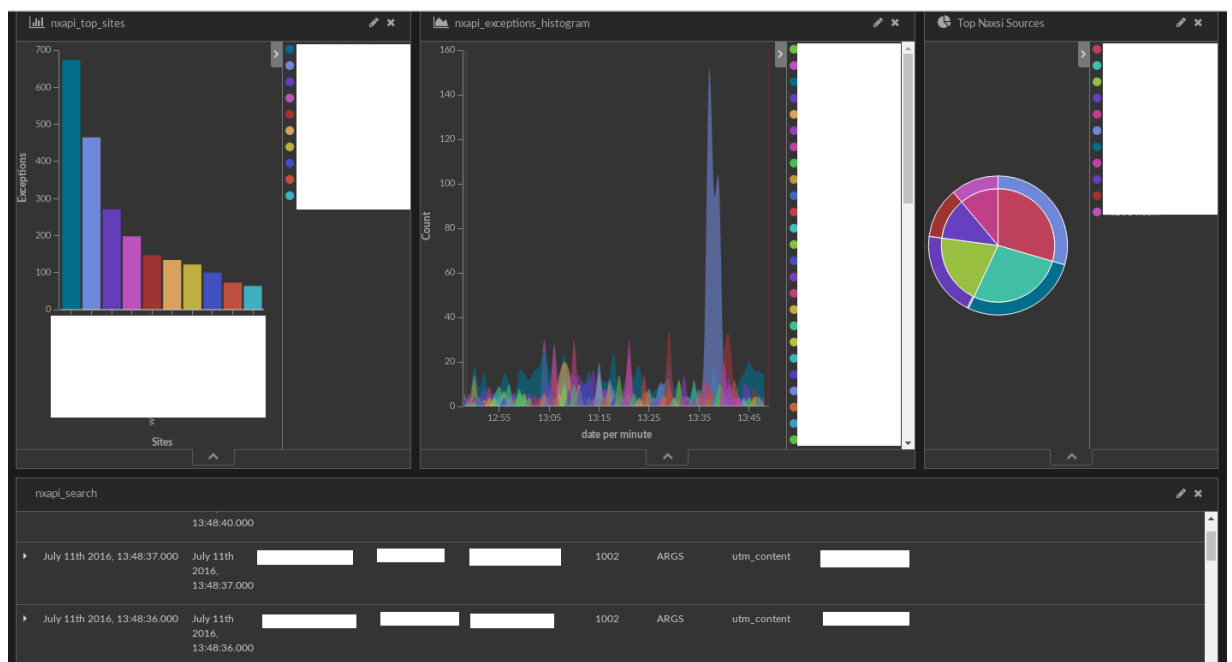 nxapi_top_sites
700
600
500
400
300
200
100
0
Exceptions
Sites
nxapi_exceptions_histogram
160
140
120
100
80
60
40
20
0
Count
12:55 13:05 13:15 13:25 13:35 13:45
date per minute
Top Naxsi Sources
nxapi_search
13:48:40.000
July 11th 2016, 13:48:37.000 July 11th 1002 ARGS utm_content
2016,
13:48:37.000
July 11th 2016, 13:48:36.000 July 11th 1002 ARGS utm_content
2016,
13:48:36.000